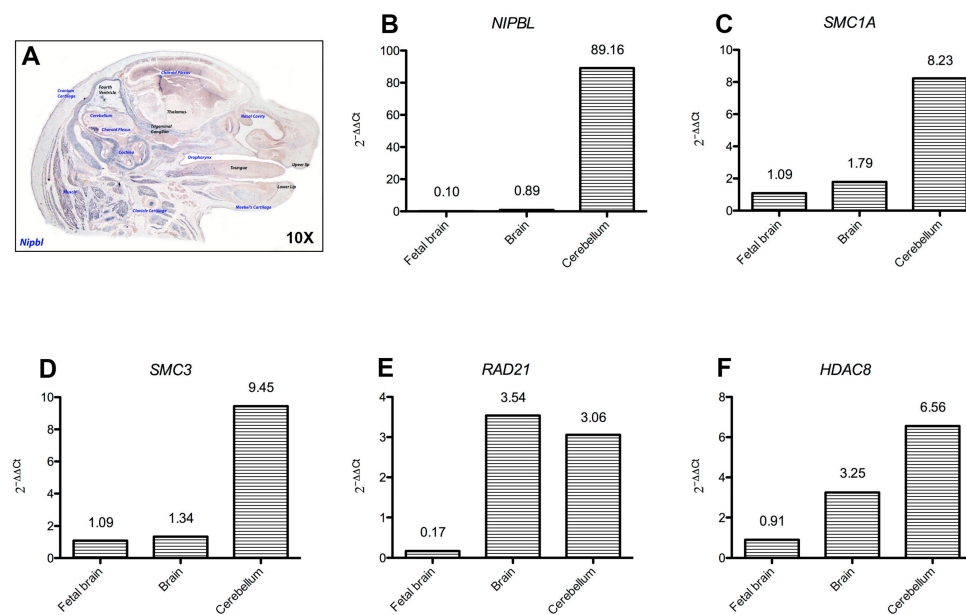 A
Cranium
Cartilage
Fourth
Ventricle
Choroid Plexus
Cerebellum
Choroid Plexus
Thalamus
Trigeminal
Ganglion
Nasal Cavity
Cochlea
Oropharynx
Toungue
Upper lip
Muscle
Lower Lip
Clavicle Cartilage
Meckel's Cartilage
Nipbl
10X
B
NIPBL
2^-ΔΔCt
100
80
60
40
20
0
0.10
0.89
89.16
Fetal brain
Brain
Cerebellum
C
SMC1A
2^-ΔΔCt
10
8
6
4
2
0
1.09
1.79
8.23
Fetal brain
Brain
Cerebellum
D
SMC3
2^-ΔΔCt
10
8
6
4
2
0
1.09
1.34
9.45
Fetal brain
Brain
Cerebellum
E
RAD21
2^-ΔΔCt
4
3
2
1
0
0.17
3.54
3.06
Fetal brain
Brain
Cerebellum
F
HDAC8
2^-ΔΔCt
8
6
4
2
0
0.91
3.25
6.56
Fetal brain
Brain
Cerebellum